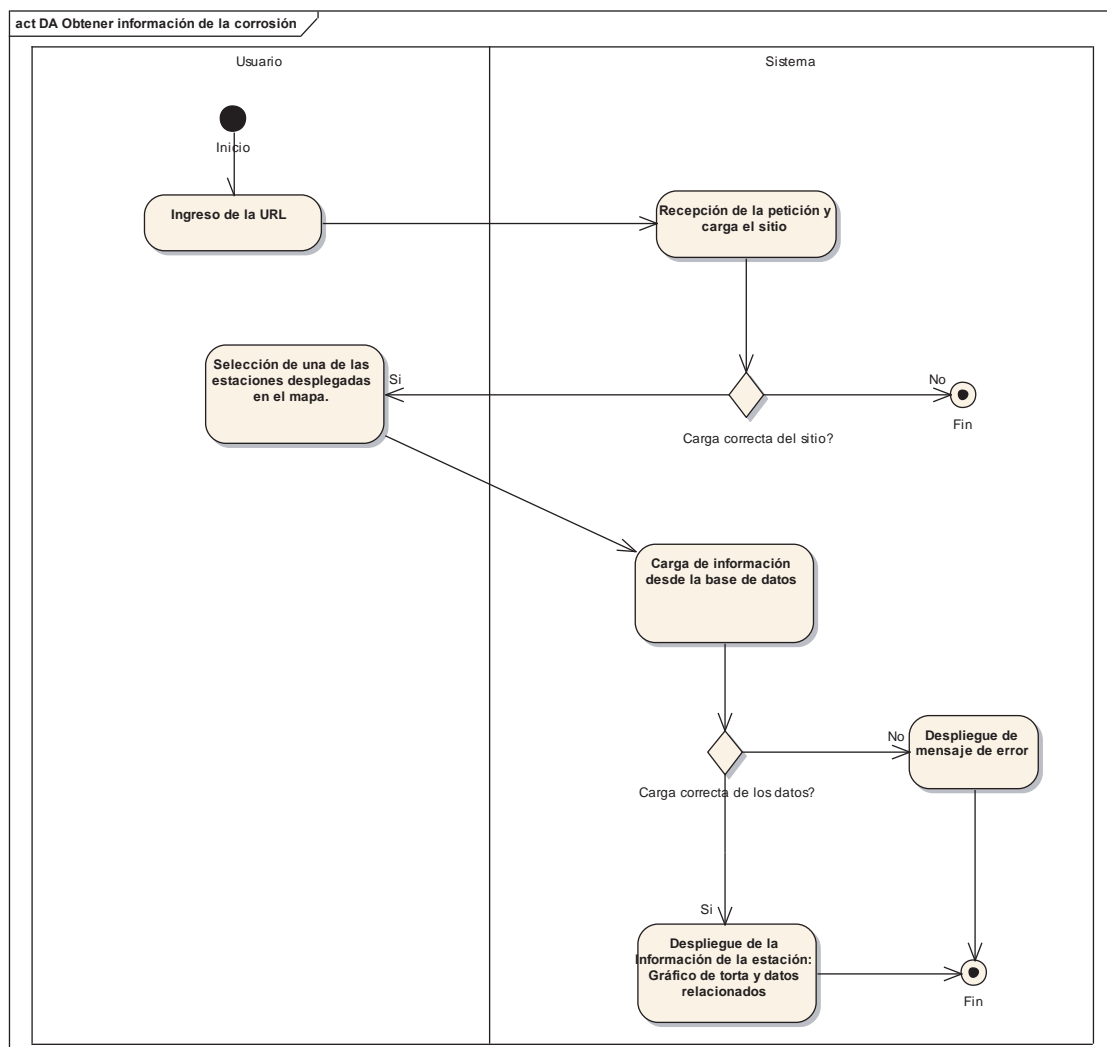 act DA Obtener información de la corrosión
Usuario
Sistema
Inicio
Ingreso de la URL
Recepción de la petición y
carga el sitio
Selección de una de las
estaciones desplegadas
en el mapa.
Si
No
Fin
Carga correcta del sitio?
Carga de información
desde la base de datos
No
Despliegue de
mensaje de error
Carga correcta de los datos?
Si
Despliegue de la
Información de la estación:
Gráfico de torta y datos
relacionados
Fin